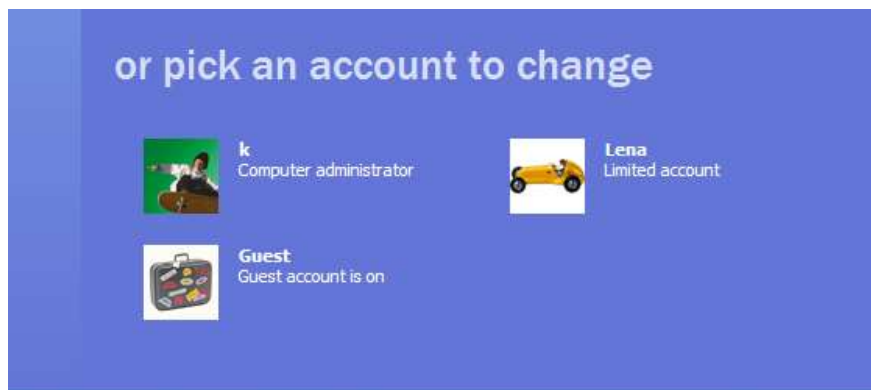 or pick an account to change
k
Computer administrator
Lena
Limited account
Guest
Guest account is on